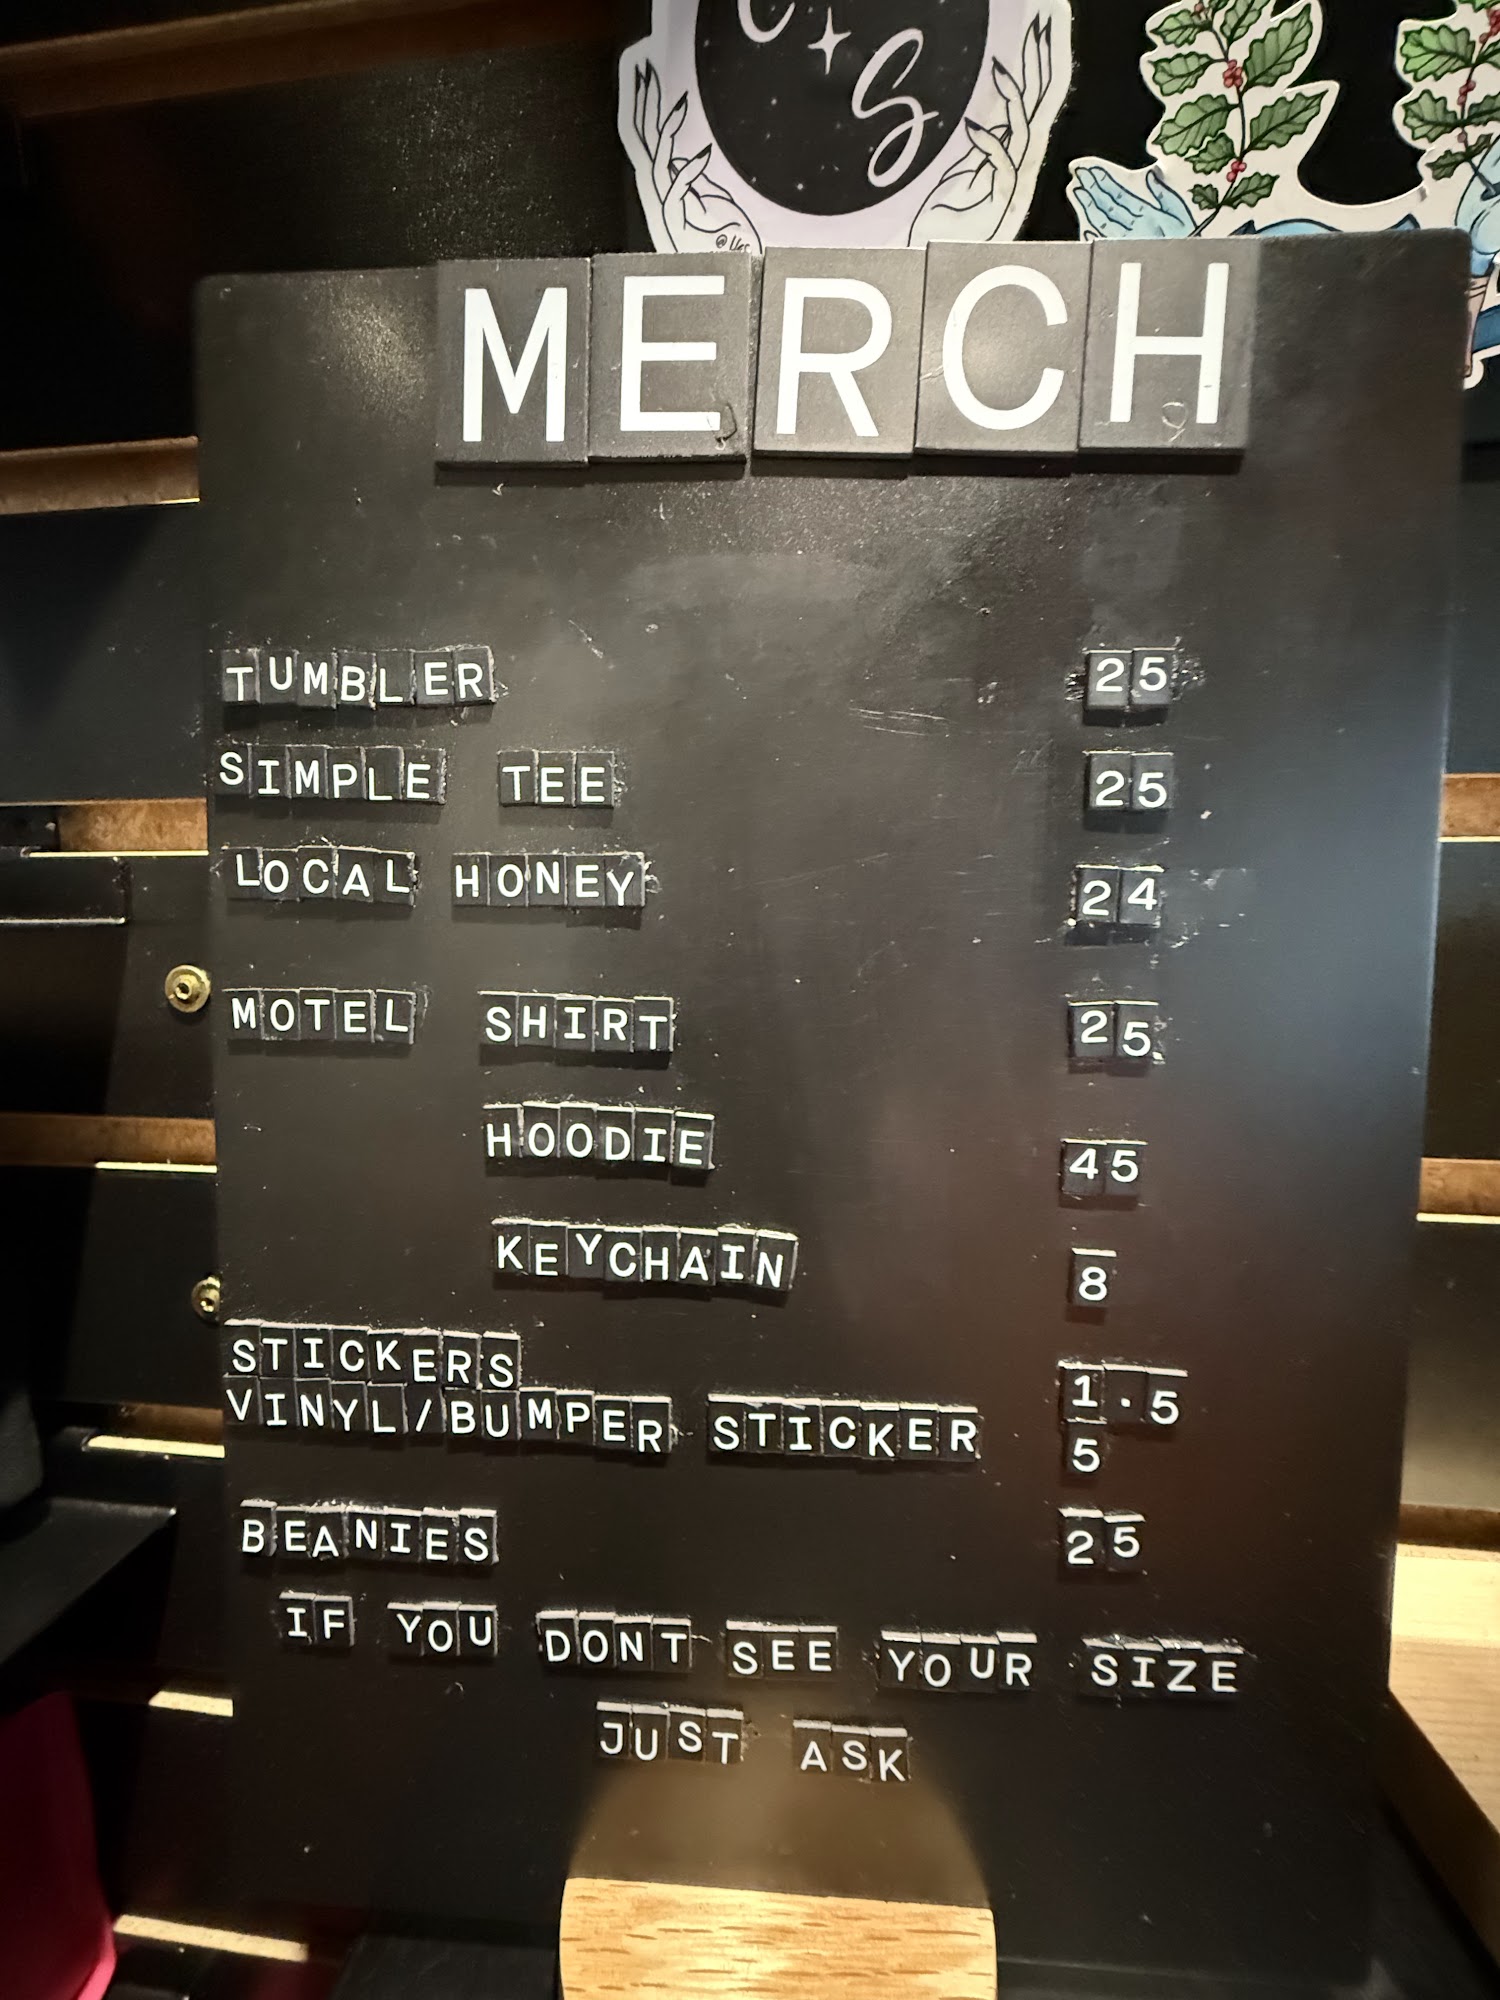 S
MERCH
TUMBLER 25
SIMPLE TEE 25
LOCAL HONEY 24
MOTEL SHIRT 25
HOODIE 45
KEYCHAIN 8
STICKERS 1.5
VINYL/BUMPER STICKER 5
BEANIES 25
IF YOU DONT SEE YOUR SIZE
JUST ASK